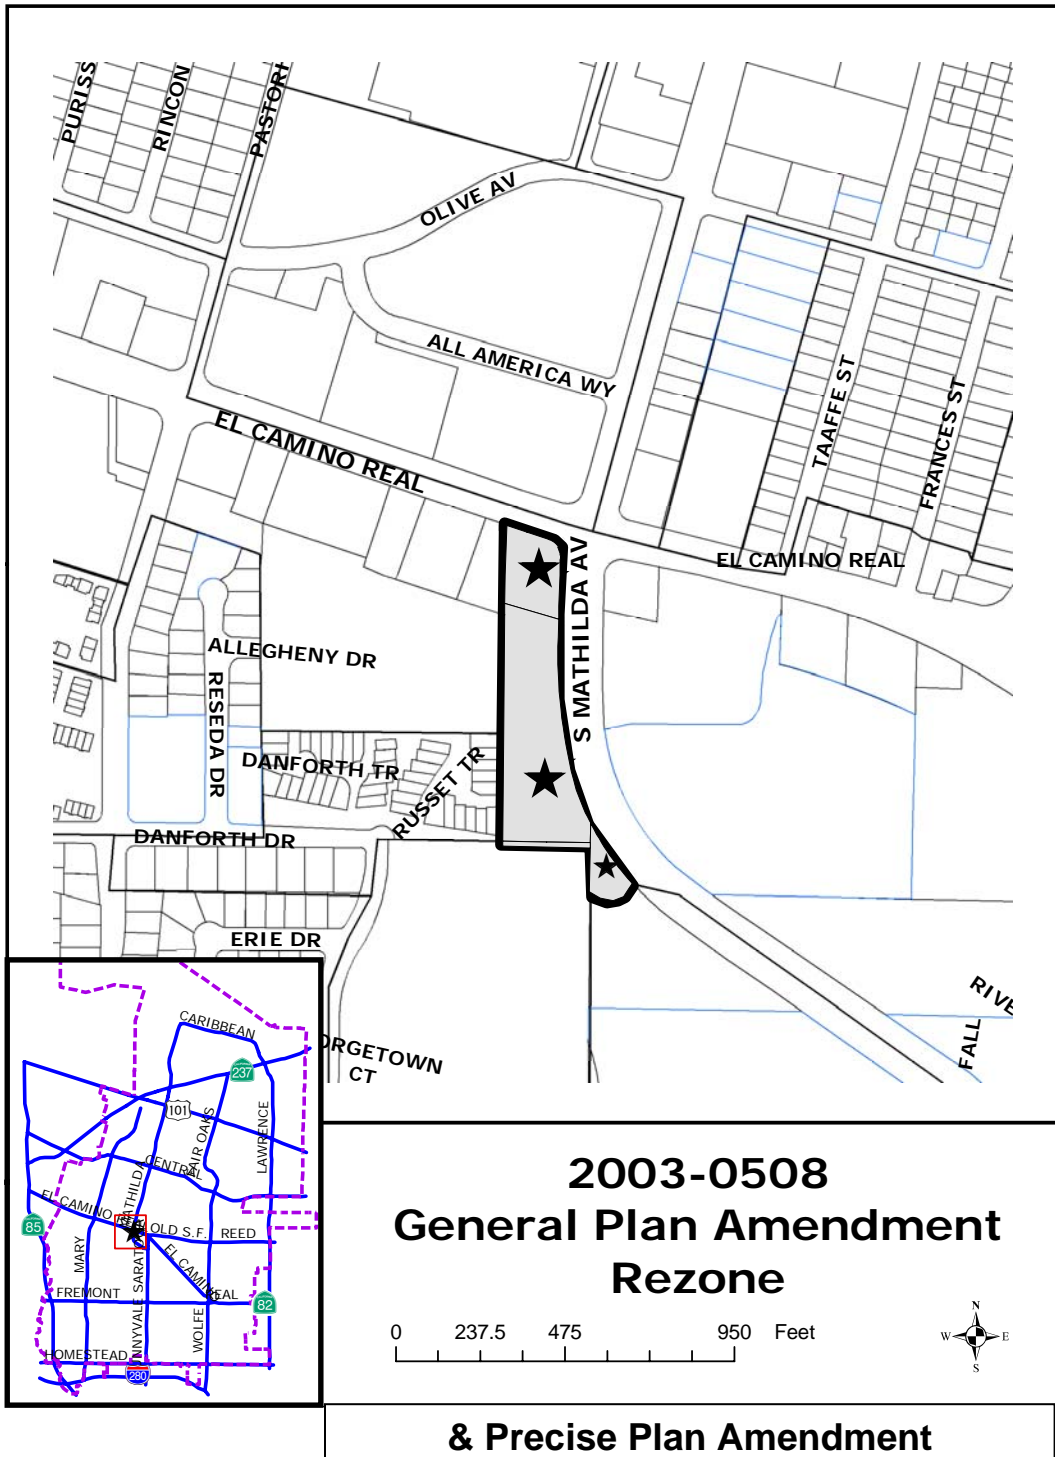 PURISS
RINCON
PASTORI
OLIVE AV
ALL AMERICA WY
EL CAMINO REAL
TAAFFE ST
FRANCES ST
EL CAMINO REAL
S MATHILDA AV
ALLEGHENY DR
RESEDA DR
DANFORTH TR
RUSSET TR
DANFORTH DR
ERIE DR
ORGETOWN
CT
RIVE
FALL
CARIBBEAN
237
101
FAIR OAKS
LAWRENCE
CENTRAL
MATHILDA
EL CAMINO
85
OLD S.F.
REED
MARY
SUNNYVALE SARATO
EL CAMINO
REAL
FREMONT
82
WOLFE
HOMESTEAD
280
2003-0508
General Plan Amendment
Rezone
0 237.5 475 950 Feet
N
W E
S
& Precise Plan Amendment